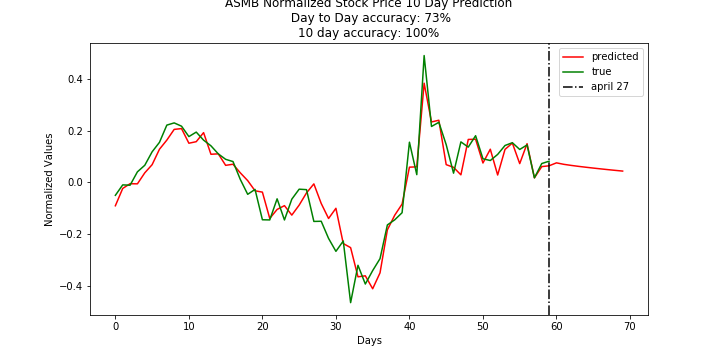 ASMB Normalized Stock Price 10 Day Prediction
Day to Day accuracy: 73%
10 day accuracy: 100%
predicted
true
april 27
Normalized Values
0.4
0.2
0.0
−0.2
−0.4
0 10 20 30 40 50 60 70
Days